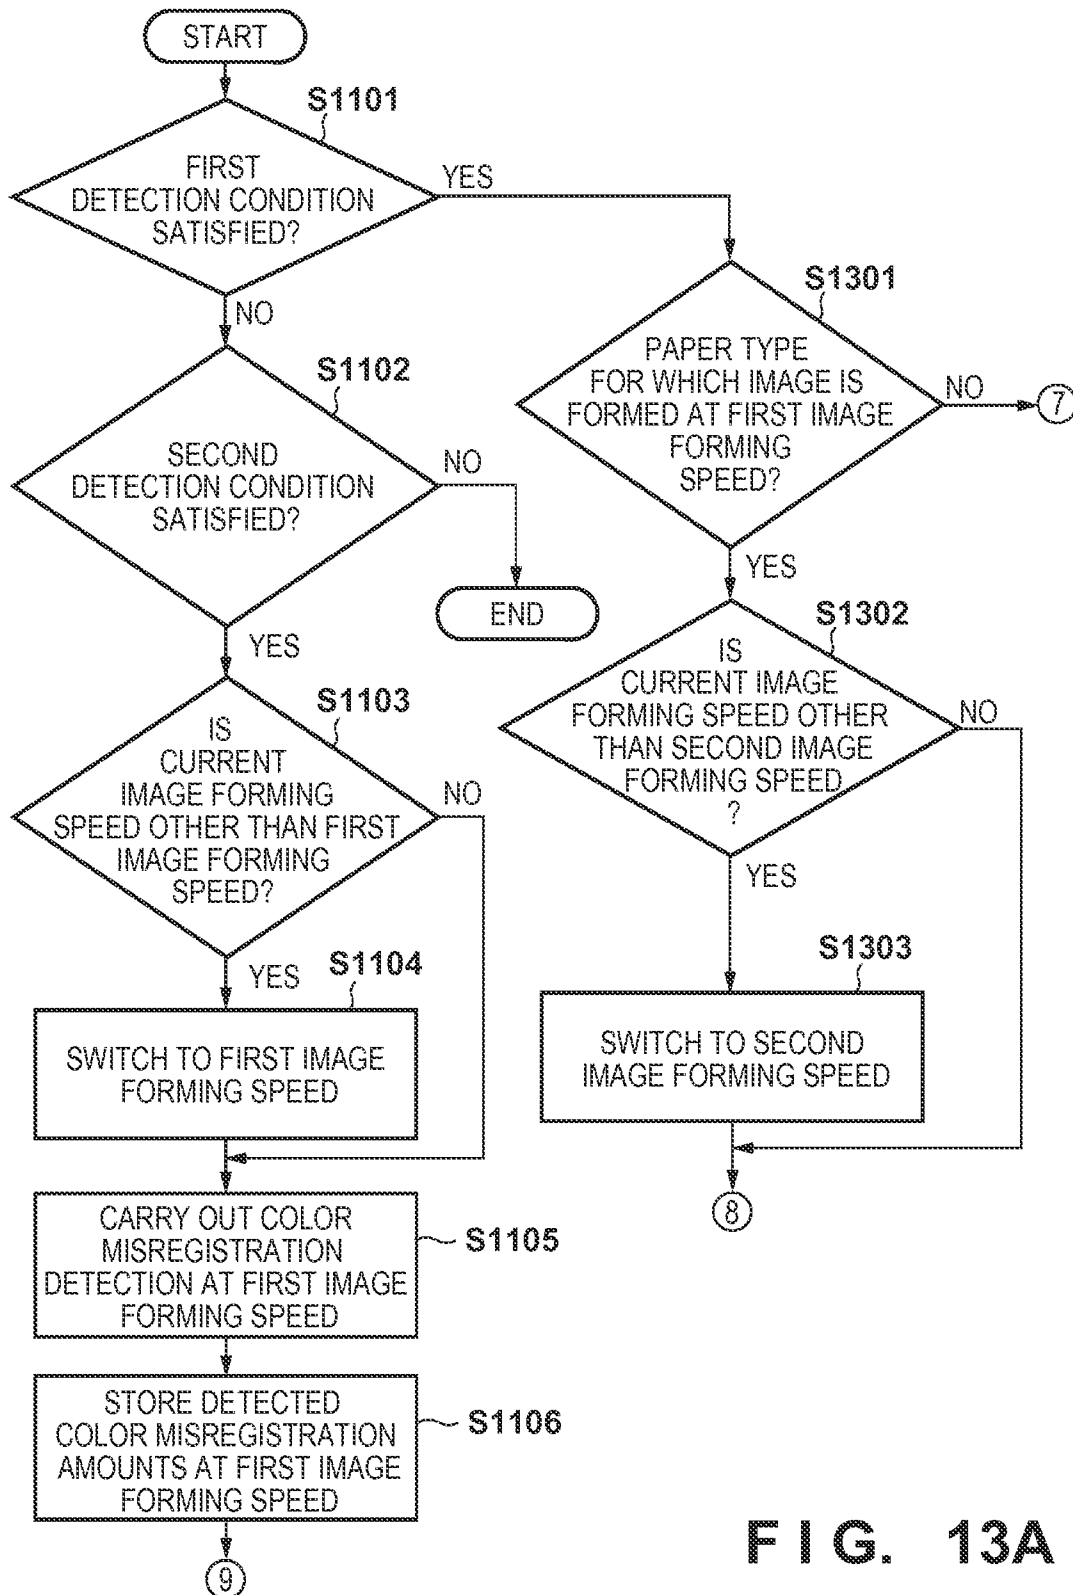 START
S1101
FIRST
DETECTION CONDITION
SATISFIED?
YES
NO
S1301
PAPER TYPE
FOR WHICH IMAGE IS
FORMED AT FIRST IMAGE
FORMING
SPEED?
NO
7
YES
S1102
SECOND
DETECTION CONDITION
SATISFIED?
NO
END
YES
S1302
IS
CURRENT IMAGE
FORMING SPEED OTHER
THAN SECOND IMAGE
FORMING SPEED
?
NO
YES
S1103
IS
CURRENT
IMAGE FORMING
SPEED OTHER THAN FIRST
IMAGE FORMING
SPEED?
NO
YES
S1104
SWITCH TO FIRST IMAGE
FORMING SPEED
S1303
SWITCH TO SECOND
IMAGE FORMING SPEED
8
CARRY OUT COLOR
MISREGISTRATION
DETECTION AT FIRST IMAGE
FORMING SPEED
S1105
STORE DETECTED
COLOR MISREGISTRATION
AMOUNTS AT FIRST IMAGE
FORMING SPEED
S1106
9
FIG. 13A